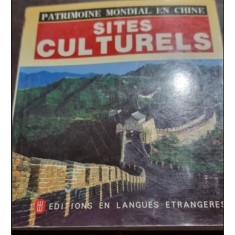 PATRIMOINE MONDIAL EN CHINE
SITES
CULTURELS
EDITIONS EN LANGUES ETRANGERES